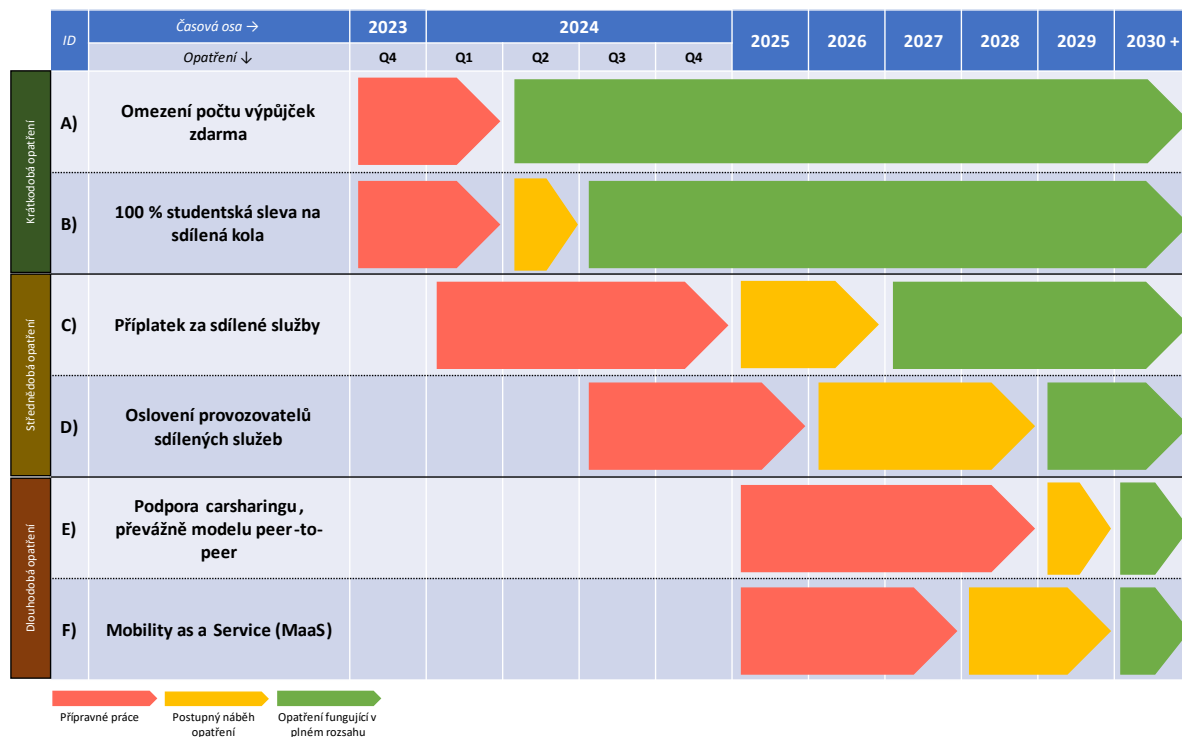 ID
Časová osa →
2023
2024
2025
2026
2027
2028
2029
2030 +
Opatření ↓
Q4
Q1
Q2
Q3
Q4
Krátkodobá opatření
A)
Omezení počtu výpůjček
zdarma
B)
100 % studentská sleva na
sdílená kola
Střednědobá opatření
C)
Příplatek za sdílené služby
D)
Oslovení provozovatelů
sdílených služeb
Dlouhodobá opatření
E)
Podpora carsharingu,
převážně modelu peer-to-
peer
F)
Mobility as a Service (MaaS)
Přípravné práce
Postupný náběh
opatření
Opatření fungující v
plném rozsahu